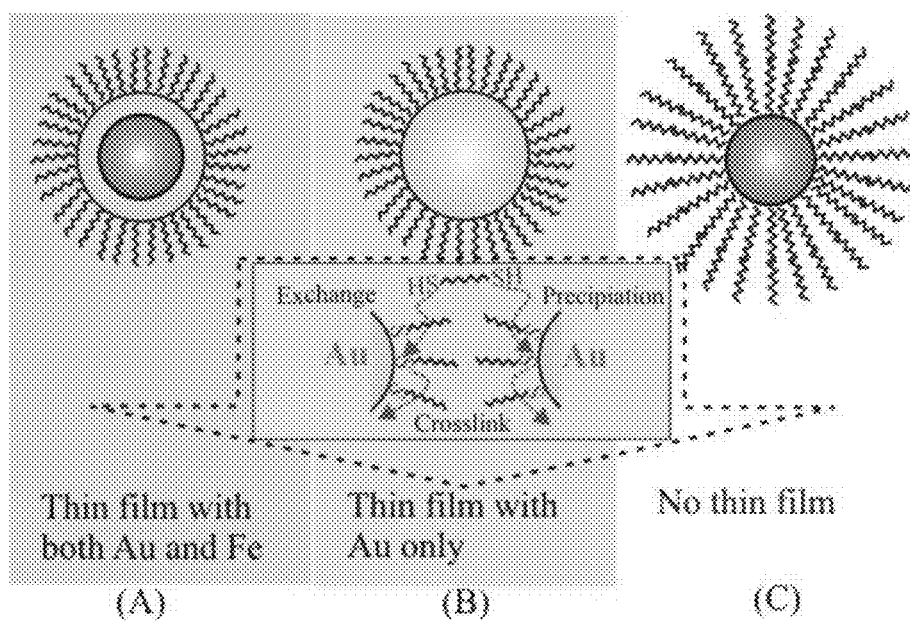 HS
SH
Exchange
Precipiation
Au
Au
Crosslink
Thin film with
both Au and Fe
Thin film with
Au only
No thin film
(A)
(B)
(C)